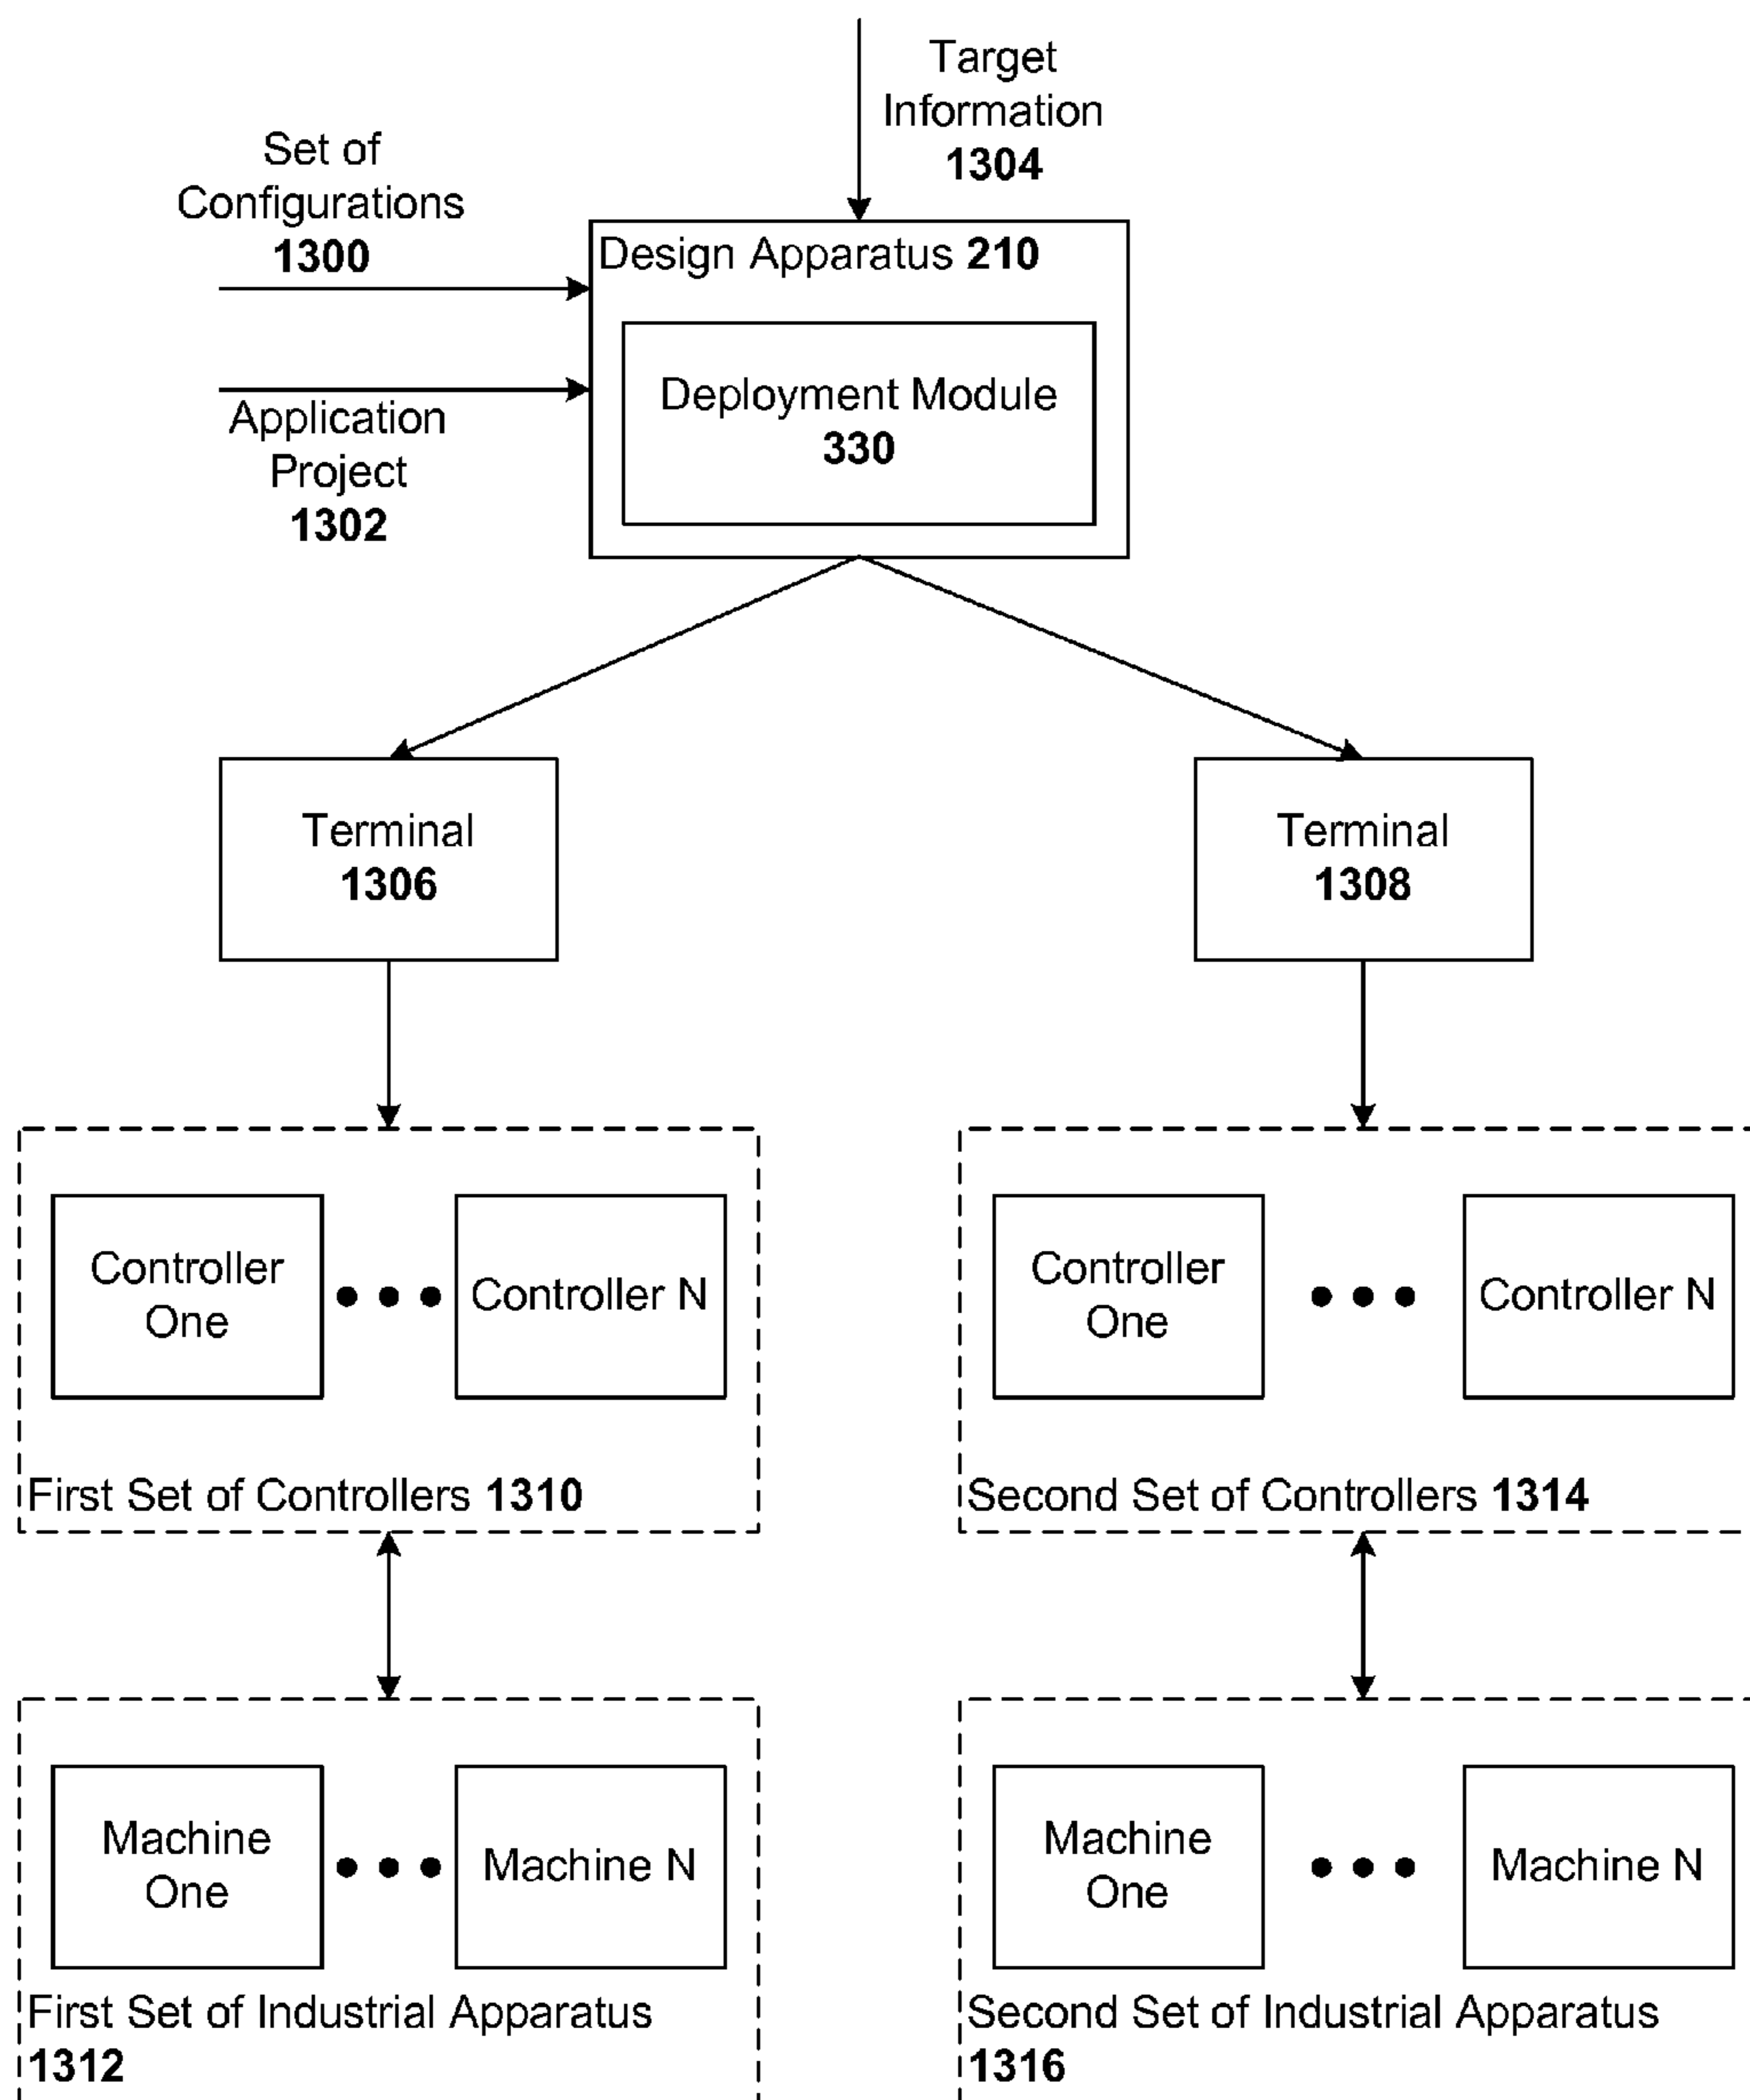 Target
Information
1304
Set of
Configurations
1300
Design Apparatus 210
Application
Project
1302
Deployment Module
330
Terminal
1306
Terminal
1308
Controller
One
Controller N
First Set of Controllers 1310
Controller
One
Controller N
Second Set of Controllers 1314
Machine
One
Machine N
First Set of Industrial Apparatus
1312
Machine
One
Machine N
Second Set of Industrial Apparatus
1316